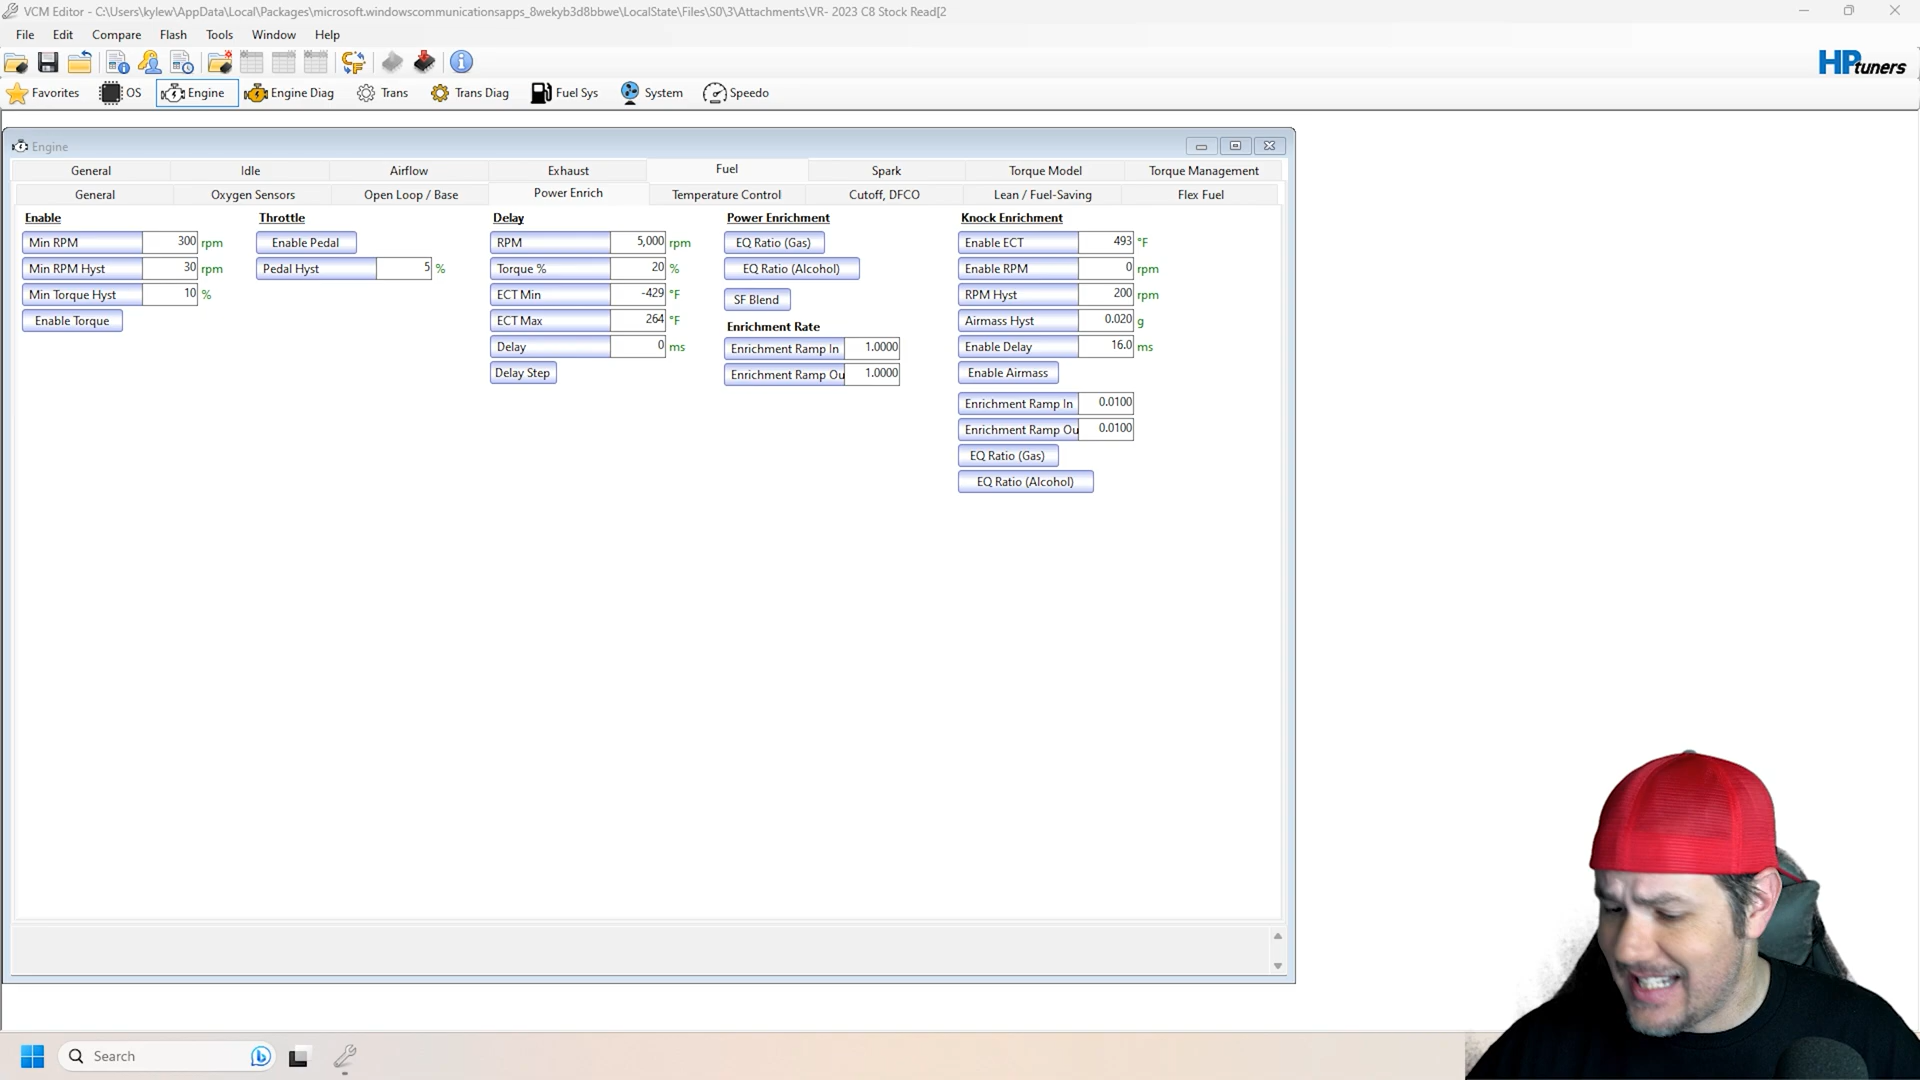 VCM Editor - C:\Users\kylew\AppData\Local\Packages\microsoft.windowscommunicationsapps_8wekyb3d8bbwe\LocalState\Files\S0\3\Attachments\VR- 2023 C8 Stock Read[2
File Edit Compare Flash Tools Window Help
HPtuners
Favorites OS Engine Engine Diag Trans Trans Diag Fuel Sys System Speedo
Engine
General Idle Airflow Exhaust Fuel Spark Torque Model Torque Management
General Oxygen Sensors Open Loop / Base Power Enrich Temperature Control Cutoff, DFCO Lean / Fuel-Saving Flex Fuel
Enable
Min RPM 300 rpm
Min RPM Hyst 30 rpm
Min Torque Hyst 10 %
Enable Torque
Throttle
Enable Pedal
Pedal Hyst 5 %
Delay
RPM 5,000 rpm
Torque % 20 %
ECT Min -429 °F
ECT Max 264 °F
Delay 0 ms
Delay Step
Power Enrichment
EQ Ratio (Gas)
EQ Ratio (Alcohol)
SF Blend
Enrichment Rate
Enrichment Ramp In 1.0000
Enrichment Ramp Ou 1.0000
Knock Enrichment
Enable ECT 493 °F
Enable RPM 0 rpm
RPM Hyst 200 rpm
Airmass Hyst 0.020 g
Enable Delay 16.0 ms
Enable Airmass
Enrichment Ramp In 0.0100
Enrichment Ramp Ou 0.0100
EQ Ratio (Gas)
EQ Ratio (Alcohol)
Search